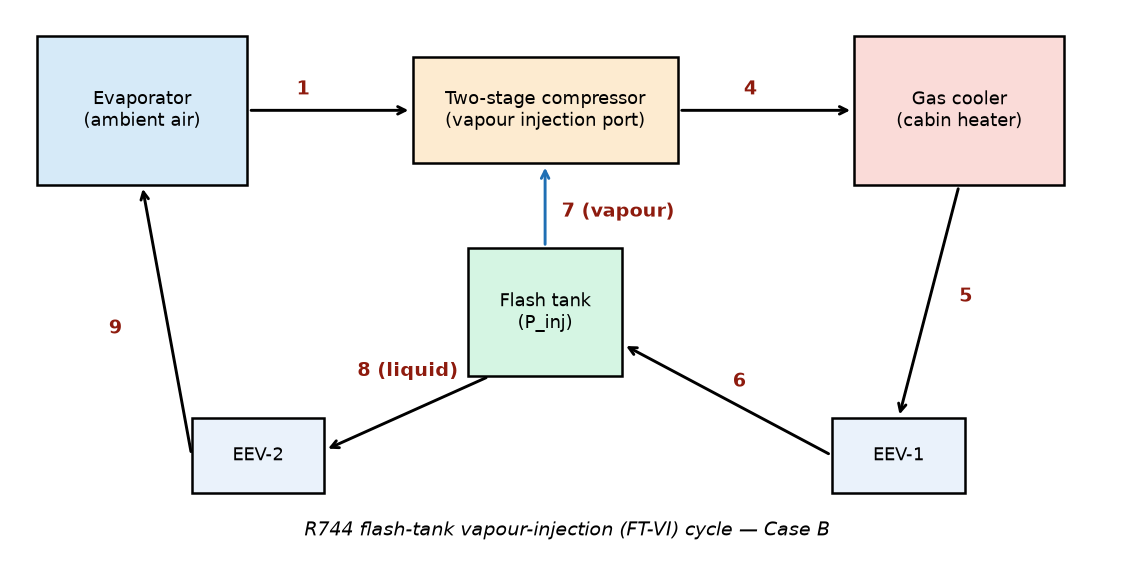 Evaporator
(ambient air)
1
Two-stage compressor
(vapour injection port)
4
Gas cooler
(cabin heater)
7 (vapour)
5
Flash tank
(P_inj)
9
8 (liquid)
6
EEV-2
EEV-1
R744 flash-tank vapour-injection (FT-VI) cycle — Case B